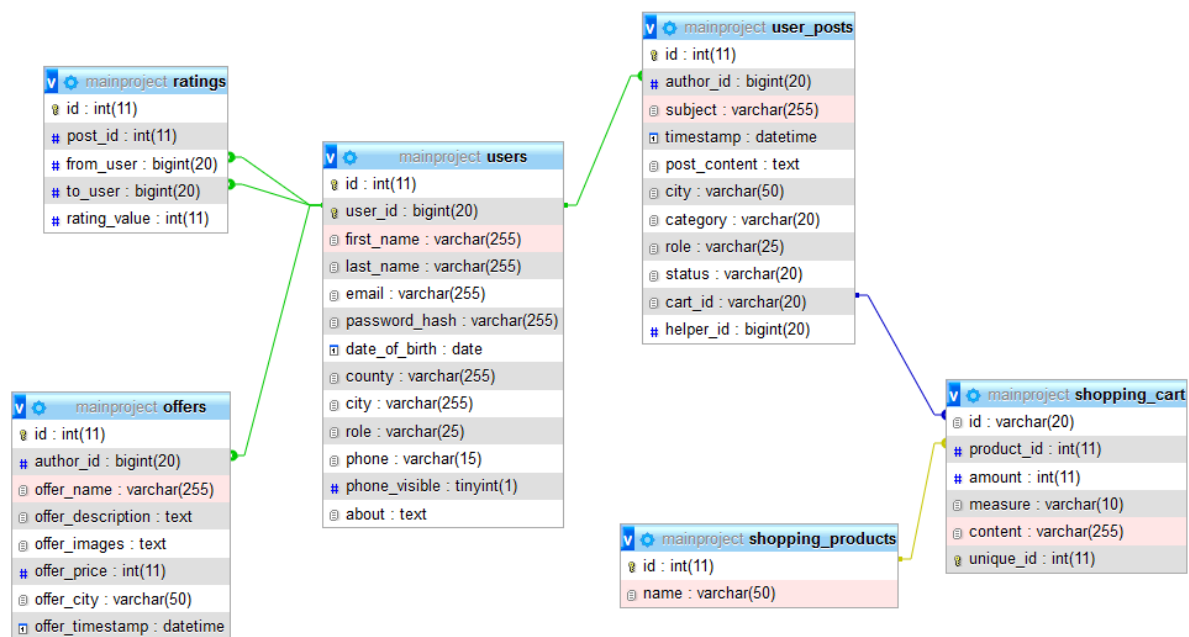 mainproject ratings
id : int(11)
post_id : int(11)
from_user : bigint(20)
to_user : bigint(20)
rating_value : int(11)
mainproject offers
id : int(11)
author_id : bigint(20)
offer_name : varchar(255)
offer_description : text
offer_images : text
offer_price : int(11)
offer_city : varchar(50)
offer_timestamp : datetime
mainproject users
id : int(11)
user_id : bigint(20)
first_name : varchar(255)
last_name : varchar(255)
email : varchar(255)
password_hash : varchar(255)
date_of_birth : date
county : varchar(255)
city : varchar(255)
role : varchar(25)
phone : varchar(15)
phone_visible : tinyint(1)
about : text
mainproject user_posts
id : int(11)
author_id : bigint(20)
subject : varchar(255)
timestamp : datetime
post_content : text
city : varchar(50)
category : varchar(20)
role : varchar(25)
status : varchar(20)
cart_id : varchar(20)
helper_id : bigint(20)
mainproject shopping_products
id : int(11)
name : varchar(50)
mainproject shopping_cart
id : varchar(20)
product_id : int(11)
amount : int(11)
measure : varchar(10)
content : varchar(255)
unique_id : int(11)